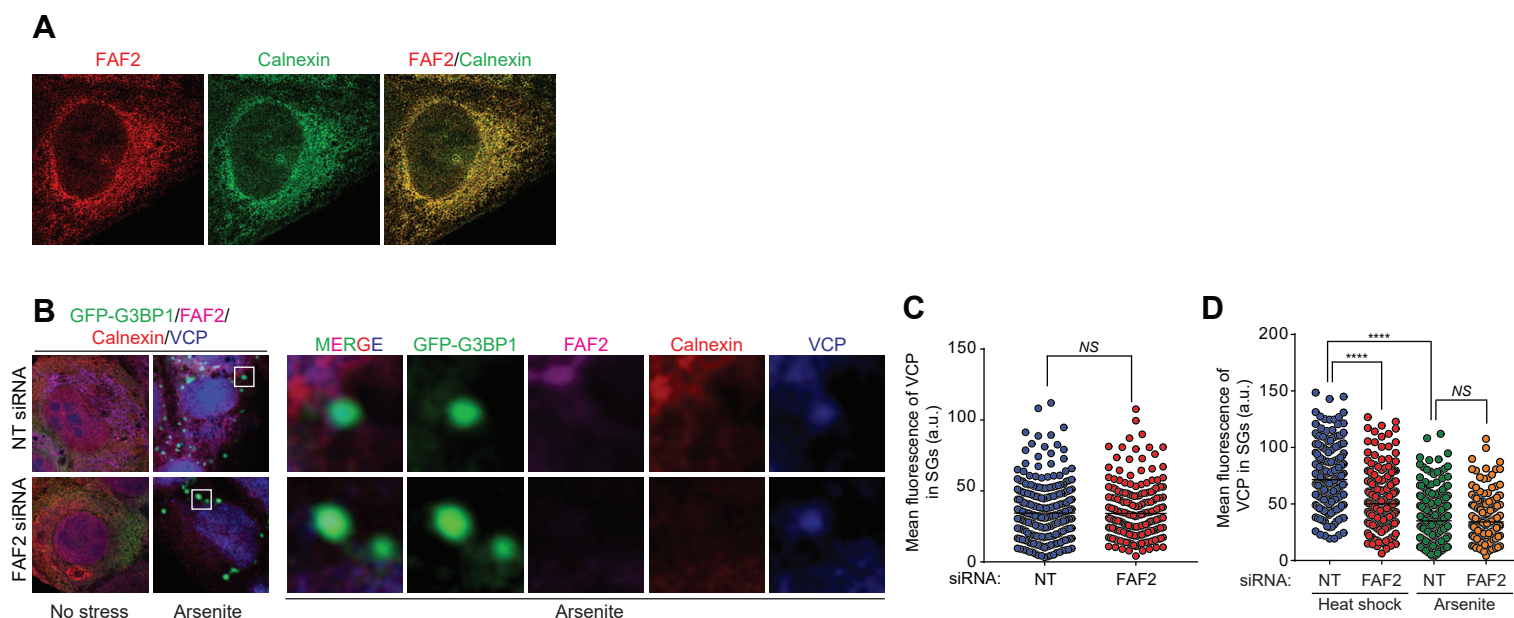 A
FAF2
Calnexin
FAF2/Calnexin
B
GFP-G3BP1/FAF2/
Calnexin/VCP
MERGE
GFP-G3BP1
FAF2
Calnexin
VCP
NT siRNA
FAF2 siRNA
No stress
Arsenite
Arsenite
C
Mean fluorescence of VCP
in SGs (a.u.)
150
100
50
0
NS
siRNA:
NT
FAF2
D
Mean fluorescence of
VCP in SGs (a.u.)
200
150
100
50
0
****
****
NS
siRNA:
NT
FAF2
NT
FAF2
Heat shock
Arsenite